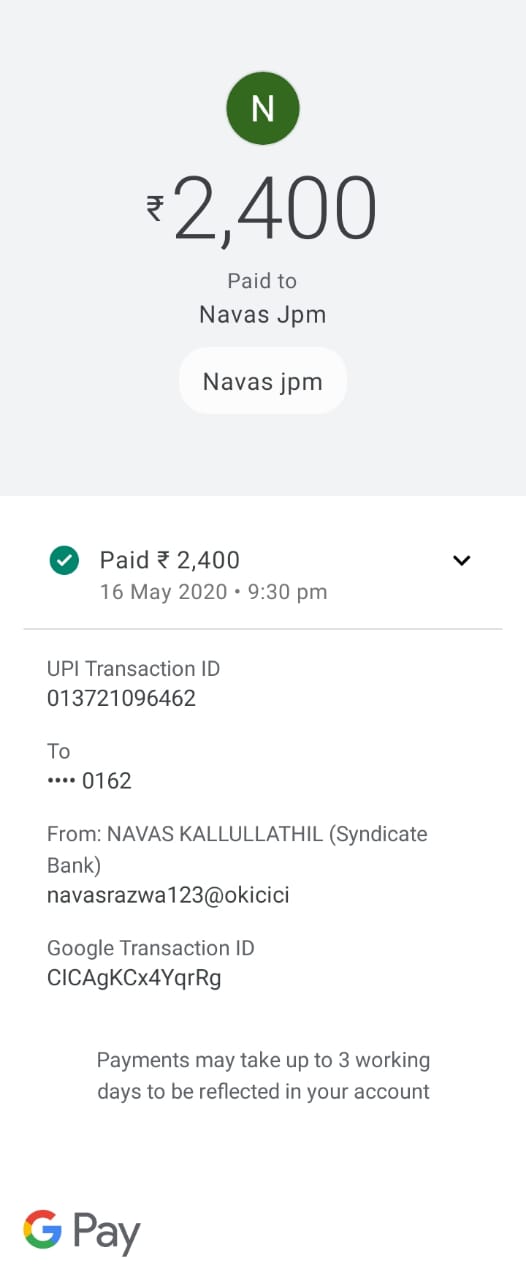 N
₹2,400
Paid to
Navas Jpm
Navas jpm
Paid ₹ 2,400
16 May 2020 • 9:30 pm
UPI Transaction ID
013721096462
To
•••• 0162
From: NAVAS KALLULLATHIL (Syndicate
Bank)
navasrazwa123@okicici
Google Transaction ID
CICAgKCx4YqrRg
Payments may take up to 3 working
days to be reflected in your account
G Pay